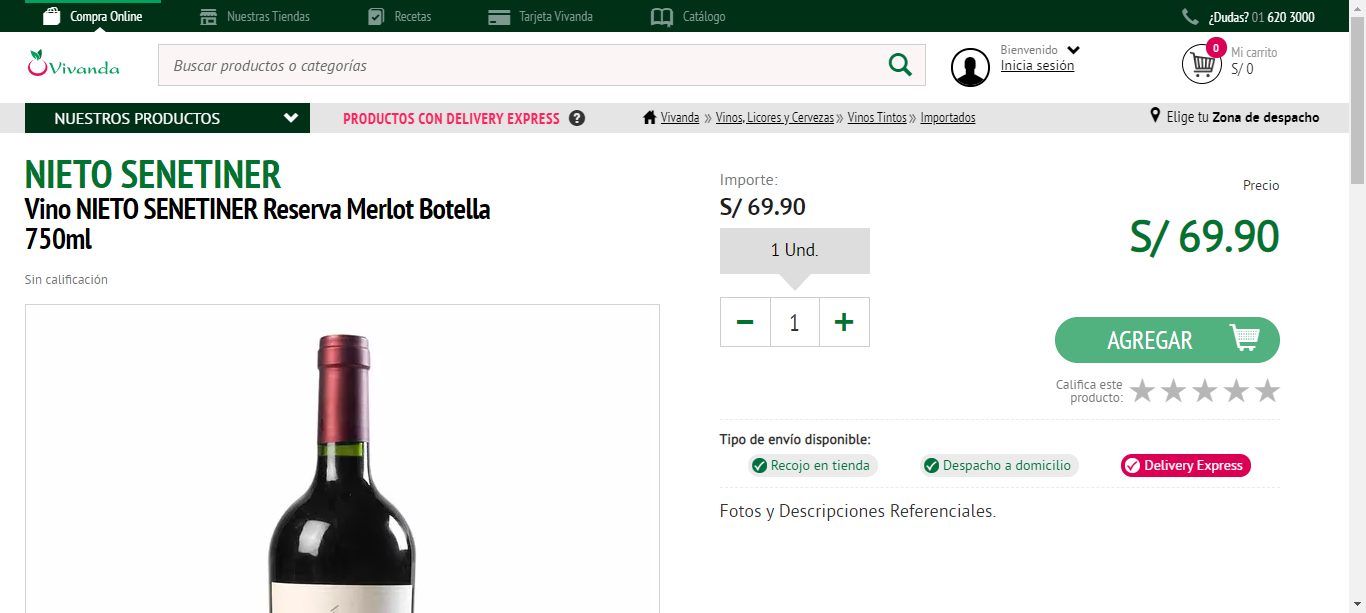 Compra Online
Nuestras Tiendas
Recetas
Tarjeta Vivanda
Catálogo
¿Dudas? 01 620 3000
Vivanda
Buscar productos o categorías
Bienvenido
Inicia sesión
0
Mi carrito
S/ 0
NUESTROS PRODUCTOS
PRODUCTOS CON DELIVERY EXPRESS ?
Vivanda » Vinos, Licores y Cervezas » Vinos Tintos » Importados
Elige tu Zona de despacho
NIETO SENETINER
Vino NIETO SENETINER Reserva Merlot Botella
750ml
Sin calificación
Importe:
S/ 69.90
1 Und.
− 1 +
Precio
S/ 69.90
AGREGAR
Califica este
producto:
Tipo de envío disponible:
Recojo en tienda
Despacho a domicilio
Delivery Express
Fotos y Descripciones Referenciales.